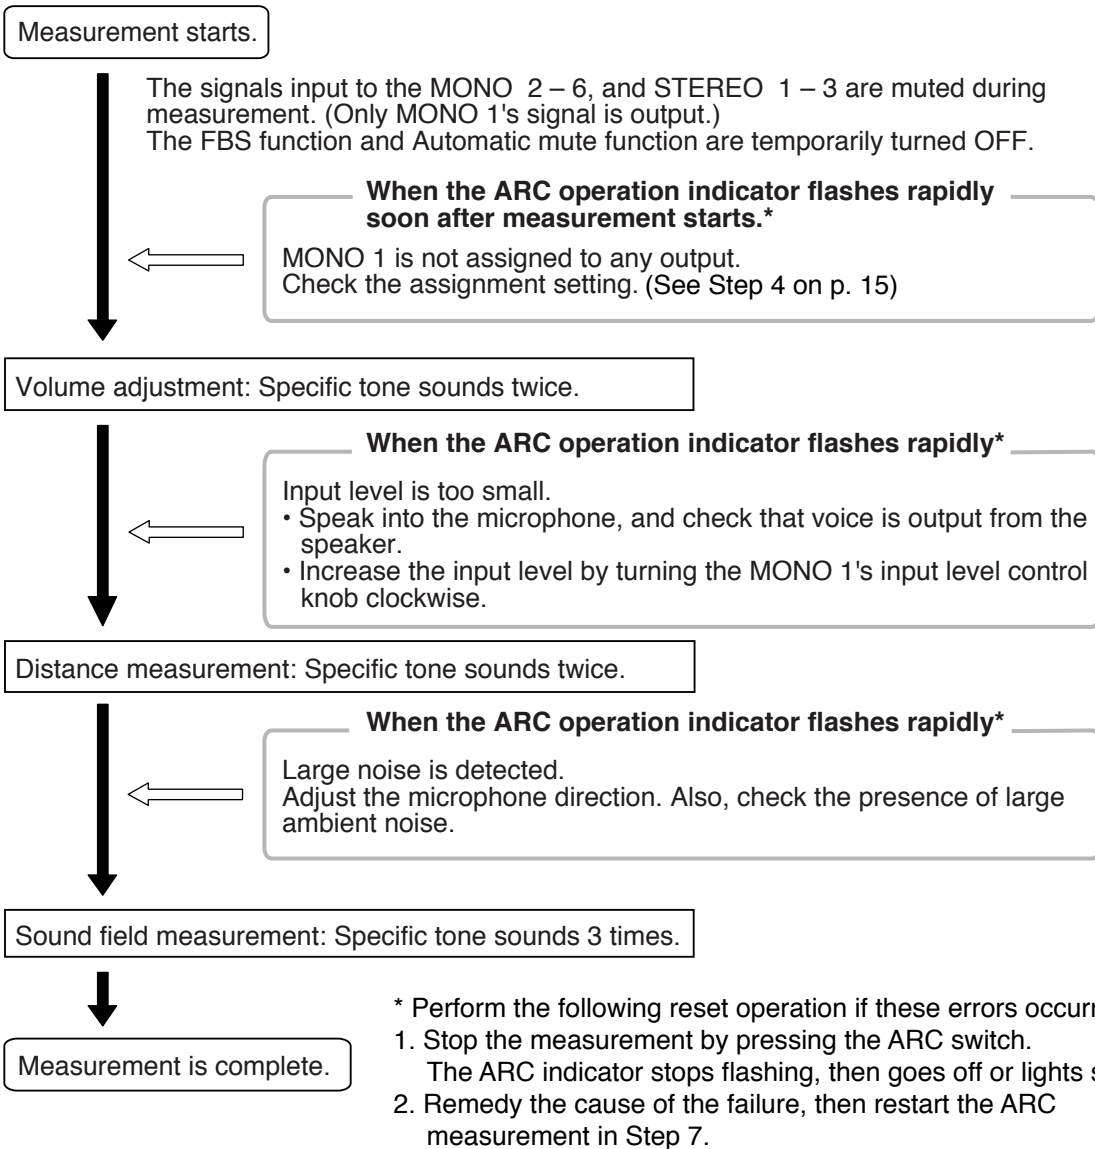 Measurement starts.
The signals input to the MONO 2 – 6, and STEREO 1 – 3 are muted during
measurement. (Only MONO 1's signal is output.)
The FBS function and Automatic mute function are temporarily turned OFF.
When the ARC operation indicator flashes rapidly
soon after measurement starts.*
MONO 1 is not assigned to any output.
Check the assignment setting. (See Step 4 on p. 15)
Volume adjustment: Specific tone sounds twice.
When the ARC operation indicator flashes rapidly*
Input level is too small.
• Speak into the microphone, and check that voice is output from the
speaker.
• Increase the input level by turning the MONO 1's input level control
knob clockwise.
Distance measurement: Specific tone sounds twice.
When the ARC operation indicator flashes rapidly*
Large noise is detected.
Adjust the microphone direction. Also, check the presence of large
ambient noise.
Sound field measurement: Specific tone sounds 3 times.
Measurement is complete.
* Perform the following reset operation if these errors
1. Stop the measurement by pressing the ARC switch.
The ARC indicator stops flashing, then goes off or lights
2. Remedy the cause of the failure, then restart the ARC
measurement in Step 7.